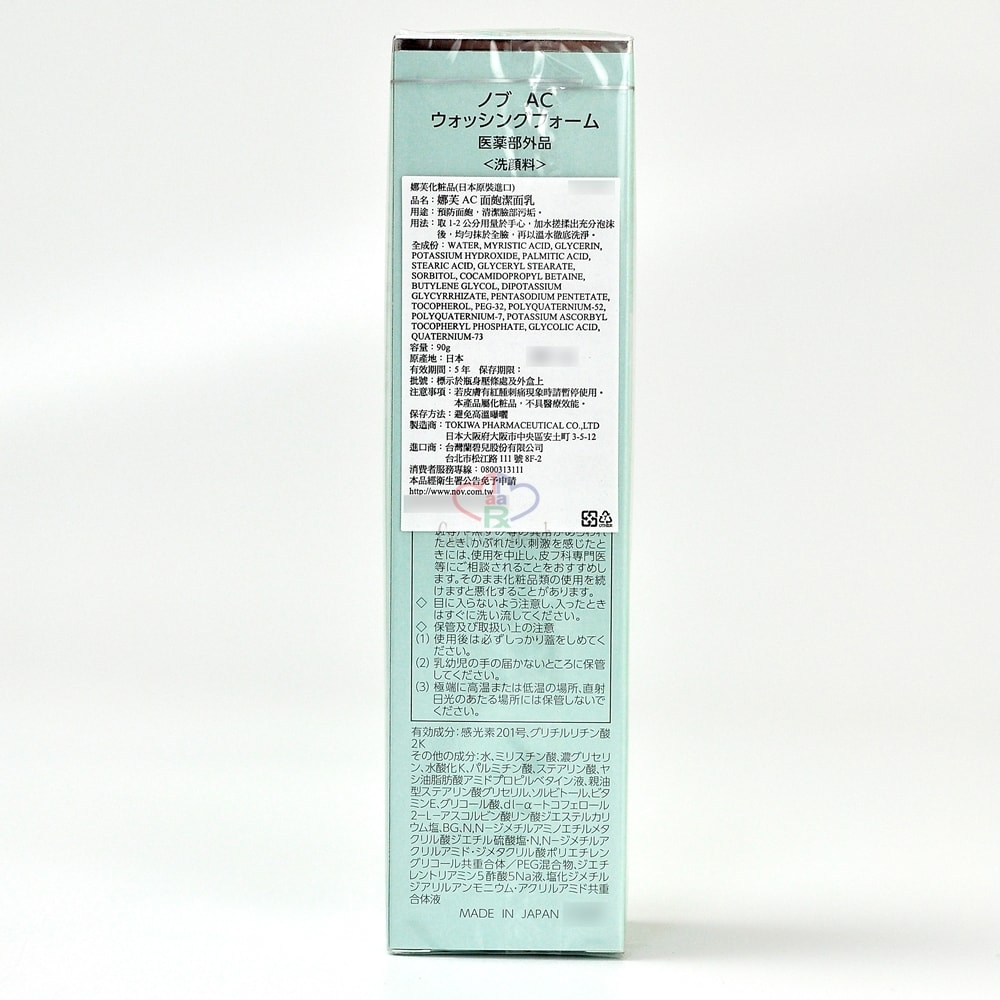 ノブ AC
ウォッシングフォーム
医薬部外品
<洗顔料>
娜芙化粧品(日本原裝進口)
品名：娜芙 AC 面皰潔面乳
用途：預防面皰，清潔臉部污垢。
用法：取 1-2 公分用量於手心，加水搓揉出充分泡沫
後，均勻抹於全臉，再以溫水徹底洗淨。
全成份：WATER, MYRISTIC ACID, GLYCERIN,
POTASSIUM HYDROXIDE, PALMITIC ACID,
STEARIC ACID, GLYCERYL STEARATE,
SORBITOL, COCAMIDOPROPYL BETAINE,
BUTYLENE GLYCOL, DIPOTASSIUM
GLYCYRRHIZATE, PENTASODIUM PENTETATE,
TOCOPHEROL, PEG-32, POLYQUATERNIUM-52,
POLYQUATERNIUM-7, POTASSIUM ASCORBYL
TOCOPHERYL PHOSPHATE, GLYCOLIC ACID,
QUATERNIUM-73
容量：90g
原產地：日本
有效期間：5 年 保存期限：
批號：標示於瓶身壓條處及外盒上
注意事項：若皮膚有紅腫刺痛現象時請暫停使用。
本產品屬化粧品，不具醫療效能。
保存方法：避免高溫曝曬
製造商：TOKIWA PHARMACEUTICAL CO.,LTD
日本大阪府大阪市中央區安土町 3-5-12
進口商：台灣蘭碧兒股份有限公司
台北市松江路 111 號 8F-2
消費者服務專線：0800313111
本品經衛生署公告免予申請
http://www.nov.com.tw
たとき、かぶれたり、刺激を感じたと
きには、使用を中止し、皮フ科専門医
等にご相談されることをおすすめし
ます。そのまま化粧品類の使用を続
けますと悪化することがあります。
◇ 目に入らないよう注意し、入ったとき
はすぐに洗い流してください。
◇ 保管及び取扱い上の注意
(1) 使用後は必ずしっかり蓋をしめてく
ださい。
(2) 乳幼児の手の届かないところに保管
してください。
(3) 極端に高温または低温の場所、直射
日光のあたる場所には保管しないで
ください。
有効成分：感光素201号、グリチルリチン酸
2K
その他の成分：水、ミリスチン酸、濃グリセリ
ン、水酸化K、パルミチン酸、ステアリン酸、ヤ
シ油脂肪酸アミドプロピルベタイン液、親油
型ステアリン酸グリセリル、ソルビトール、ビタ
ミンE、グリコール酸、dl-α-トコフェロール
2-L-アスコルビン酸リン酸ジエステルカリ
ウム塩、BG、N,N-ジメチルアミノエチルメタ
クリル酸ジエチル硫酸塩・N,N-ジメチルア
クリルアミド・ジメタクリル酸ポリエチレン
グリコール共重合体／PEG混合物、ジエチ
レントリアミン5酢酸5Na液、塩化ジメチル
ジアリルアンモニウム・アクリルアミド共重
合体液
MADE IN JAPAN